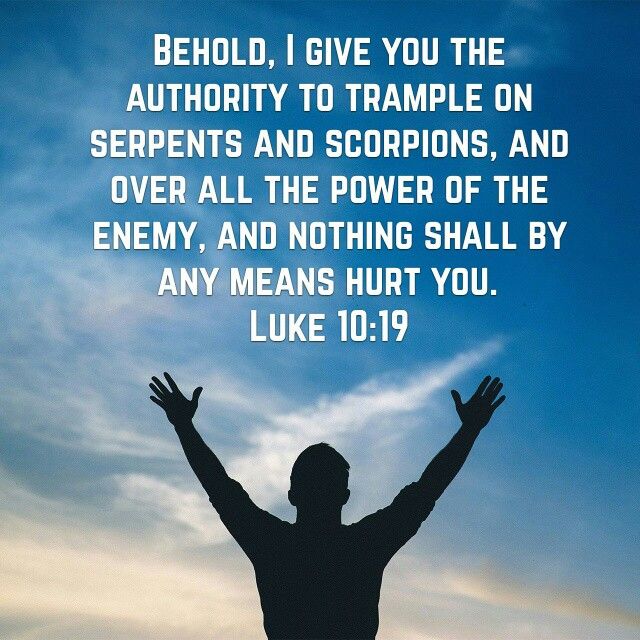 Behold, I give you the
authority to trample on
serpents and scorpions, and
over all the power of the
enemy, and nothing shall by
any means hurt you.
Luke 10:19